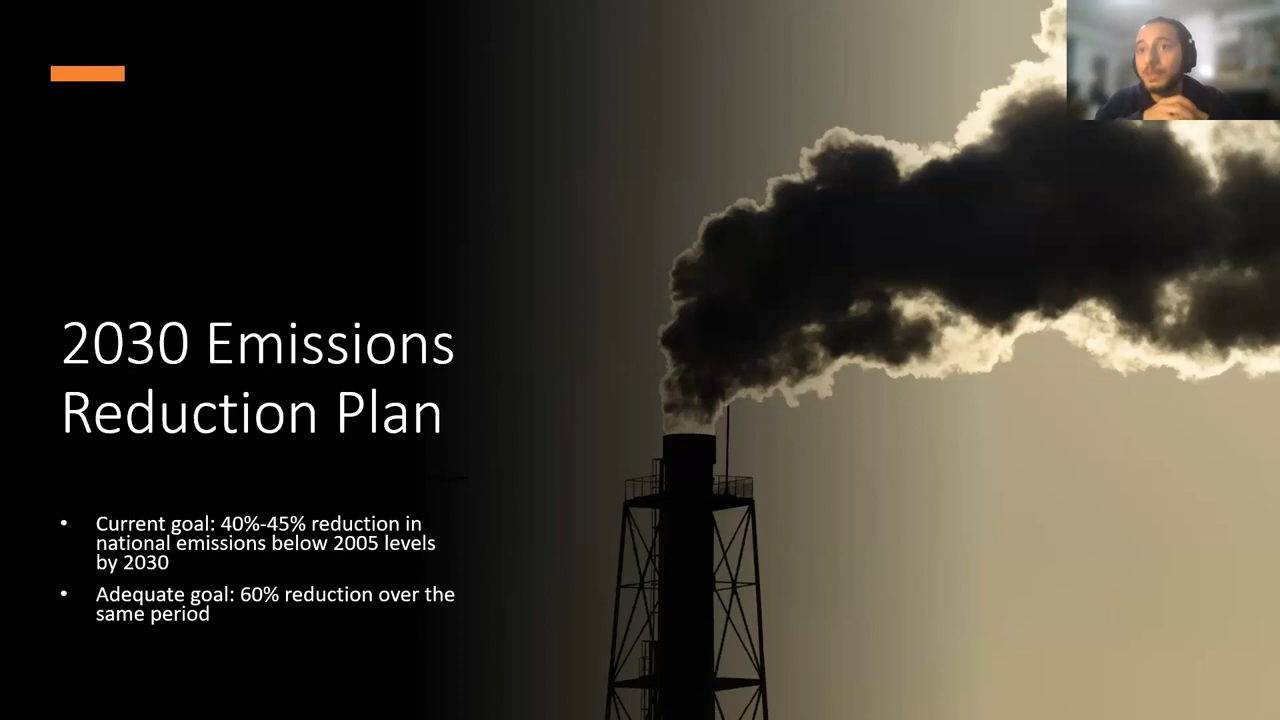 2030 Emissions
Reduction Plan
• Current goal: 40%-45% reduction in
national emissions below 2005 levels
by 2030
• Adequate goal: 60% reduction over the
same period